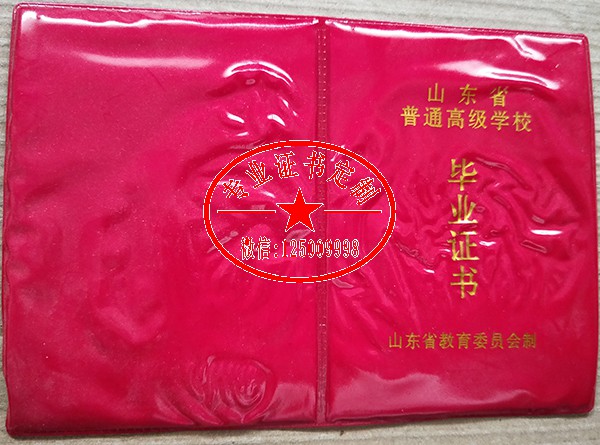 山东省
普通高级学校
毕业证书
山东省教育委员会制
专业证书定制
微信:125009998